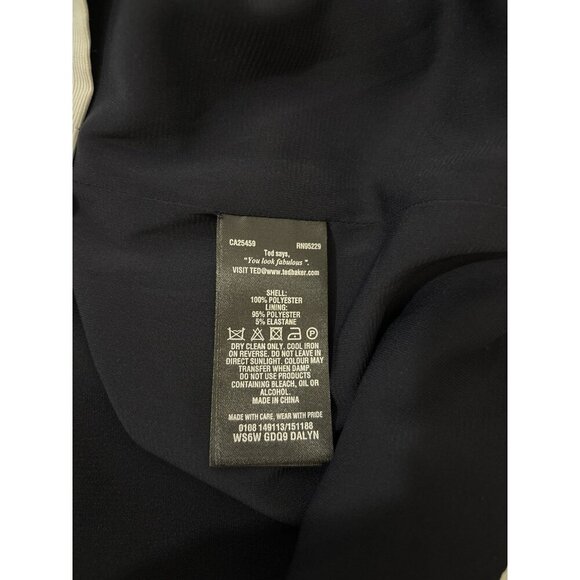 CA25459 RN95229
Ted says,
"You look fabulous".
VISIT TED@www.tedbaker.com
SHELL:
100% POLYESTER
LINING:
95% POLYESTER
5% ELASTANE
P
DRY CLEAN ONLY. COOL IRON
ON REVERSE. DO NOT LEAVE IN
DIRECT SUNLIGHT. COLOUR MAY
TRANSFER WHEN DAMP.
DO NOT USE PRODUCTS
CONTAINING BLEACH, OIL OR
ALCOHOL.
MADE IN CHINA
MADE WITH CARE, WEAR WITH PRIDE
0108 149113/151188
WS6W GDQ9 DALYN